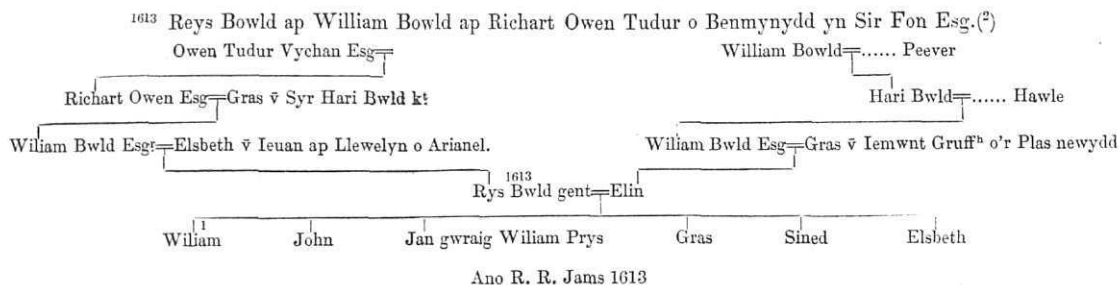 1613 Reys Bowld ap William Bowld ap Richart Owen Tudur o Benmynydd yn Sir Fon Esg.(2)
Owen Tudur Vychan Esg= William Bowld=...... Peever
Richart Owen Esg=Gras v̄ Syr Hari Bwld kt. Hari Bwld=...... Hawle
Wiliam Bwld Esgr=Elsbeth v̄ Ieuan ap Llewelyn o Arianel. Wiliam Bwld Esg=Gras v̄ Iemwnt Gruffh o'r Plas newydd
1613
Rys Bwld gent=Elin
1
Wiliam John Jan gwraig Wiliam Prys Gras Sined Elsbeth
Ano R. R. Jams 1613